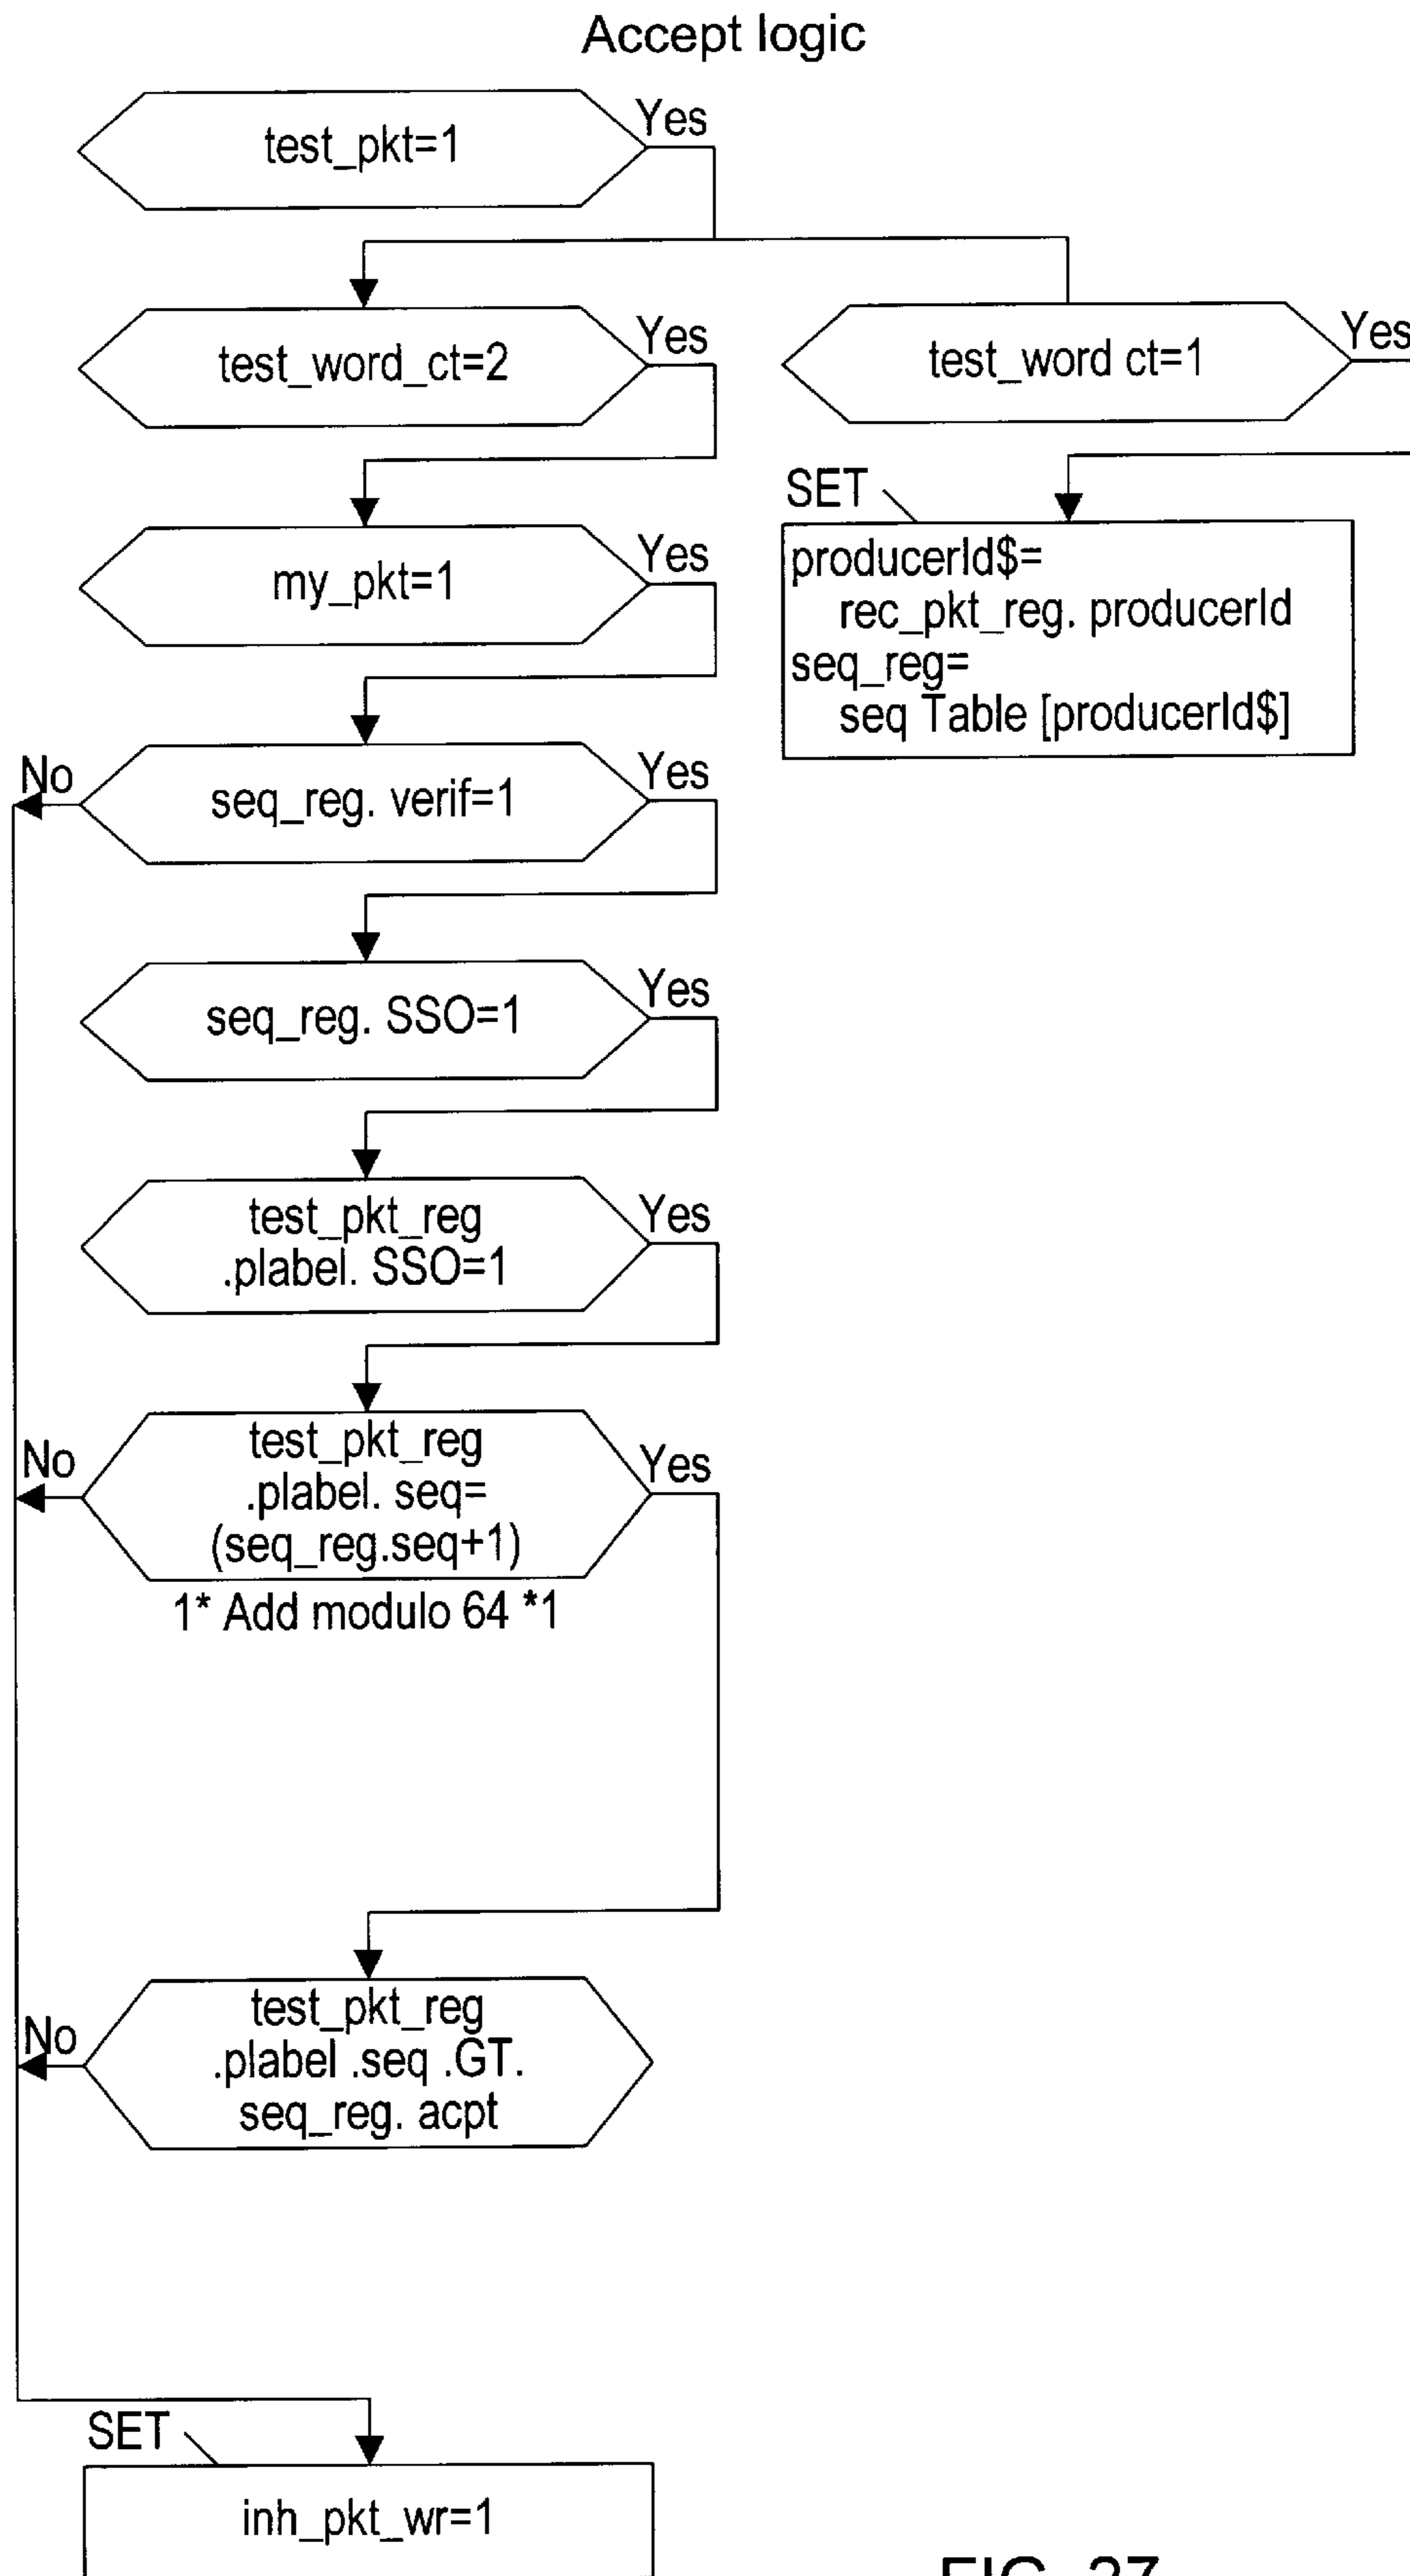 Accept logic
test_pkt=1
Yes
test_word_ct=2
Yes
test_word ct=1
Yes
my_pkt=1
Yes
SET
producerId$=
rec_pkt_reg. producerId
seq_reg=
seq Table [producerId$]
No
seq_reg. verif=1
Yes
seq_reg. SSO=1
Yes
test_pkt_reg
.plabel. SSO=1
Yes
No
test_pkt_reg
.plabel. seq=
(seq_reg.seq+1)
Yes
1* Add modulo 64 *1
No
test_pkt_reg
.plabel .seq .GT.
seq_reg. acpt
SET
inh_pkt_wr=1
FIG. 27